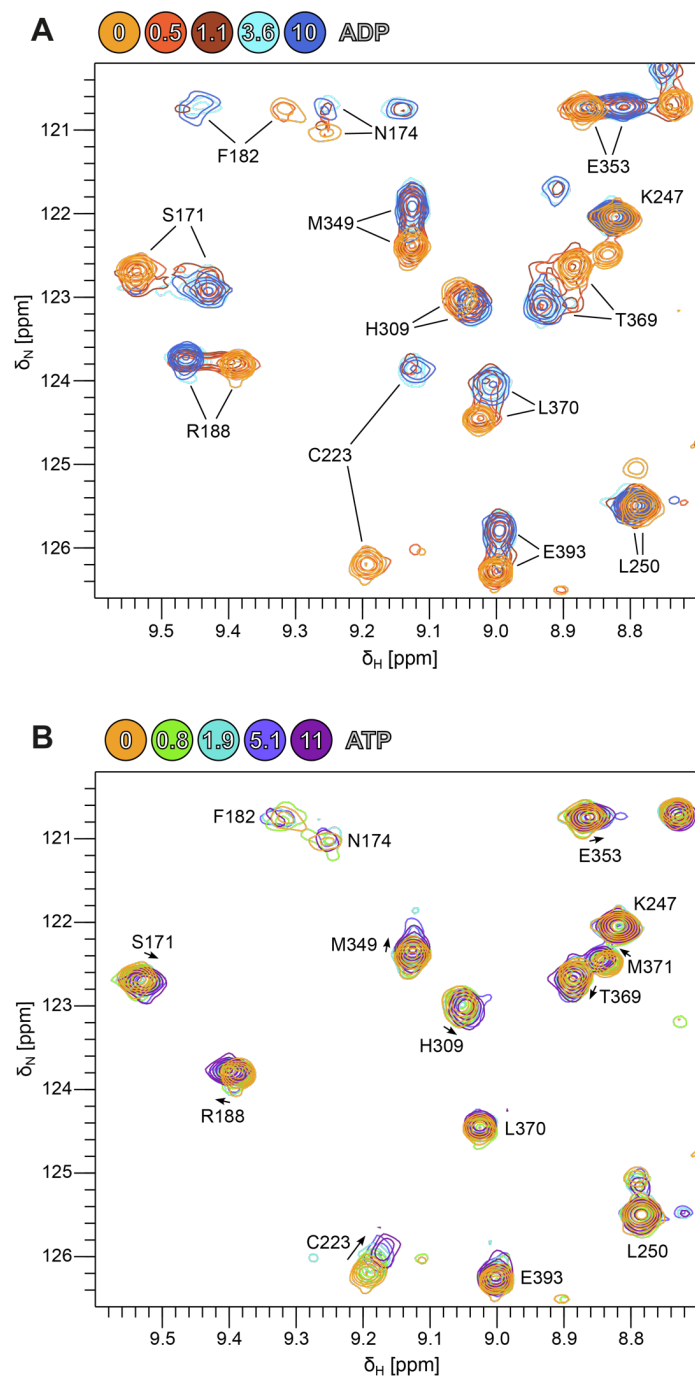 A 0 0.5 1.1 3.6 10 ADP
121
F182
N174
E353
S171
K247
122
M349
123
H309
T369
R188
124
L370
C223
125
E393
L250
126
δN [ppm]
9.5 9.4 9.3 9.2 9.1 9.0 8.9 8.8
δH [ppm]
B 0 0.8 1.9 5.1 11 ATP
F182
121
N174
E353
K247
122
S171
M349
M371
T369
123
H309
124
R188
L370
125
C223
L250
126
E393
δN [ppm]
9.5 9.4 9.3 9.2 9.1 9.0 8.9 8.8
δH [ppm]